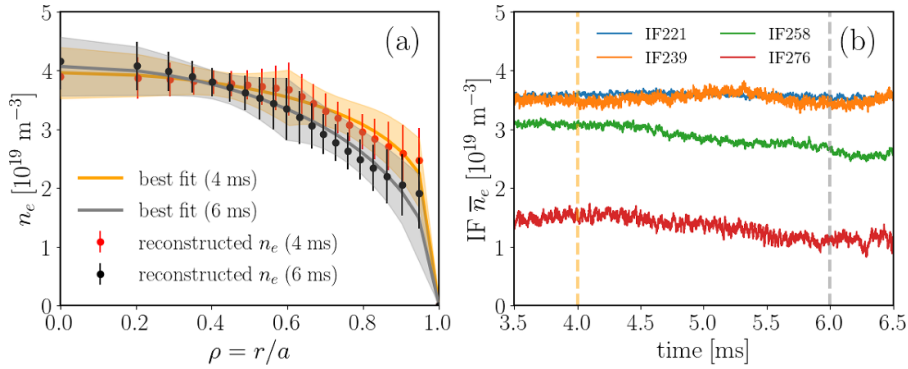 (a)
5
4
3
2
1
0
n_e [10^{19} m^{-3}]
best fit (4 ms)
best fit (6 ms)
reconstructed n_e (4 ms)
reconstructed n_e (6 ms)
0.0 0.2 0.4 0.6 0.8 1.0
ρ = r/a
(b)
5
4
3
2
1
0
IF \overline{n}_e [10^{19} m^{-3}]
IF221 IF258
IF239 IF276
3.5 4.0 4.5 5.0 5.5 6.0 6.5
time [ms]